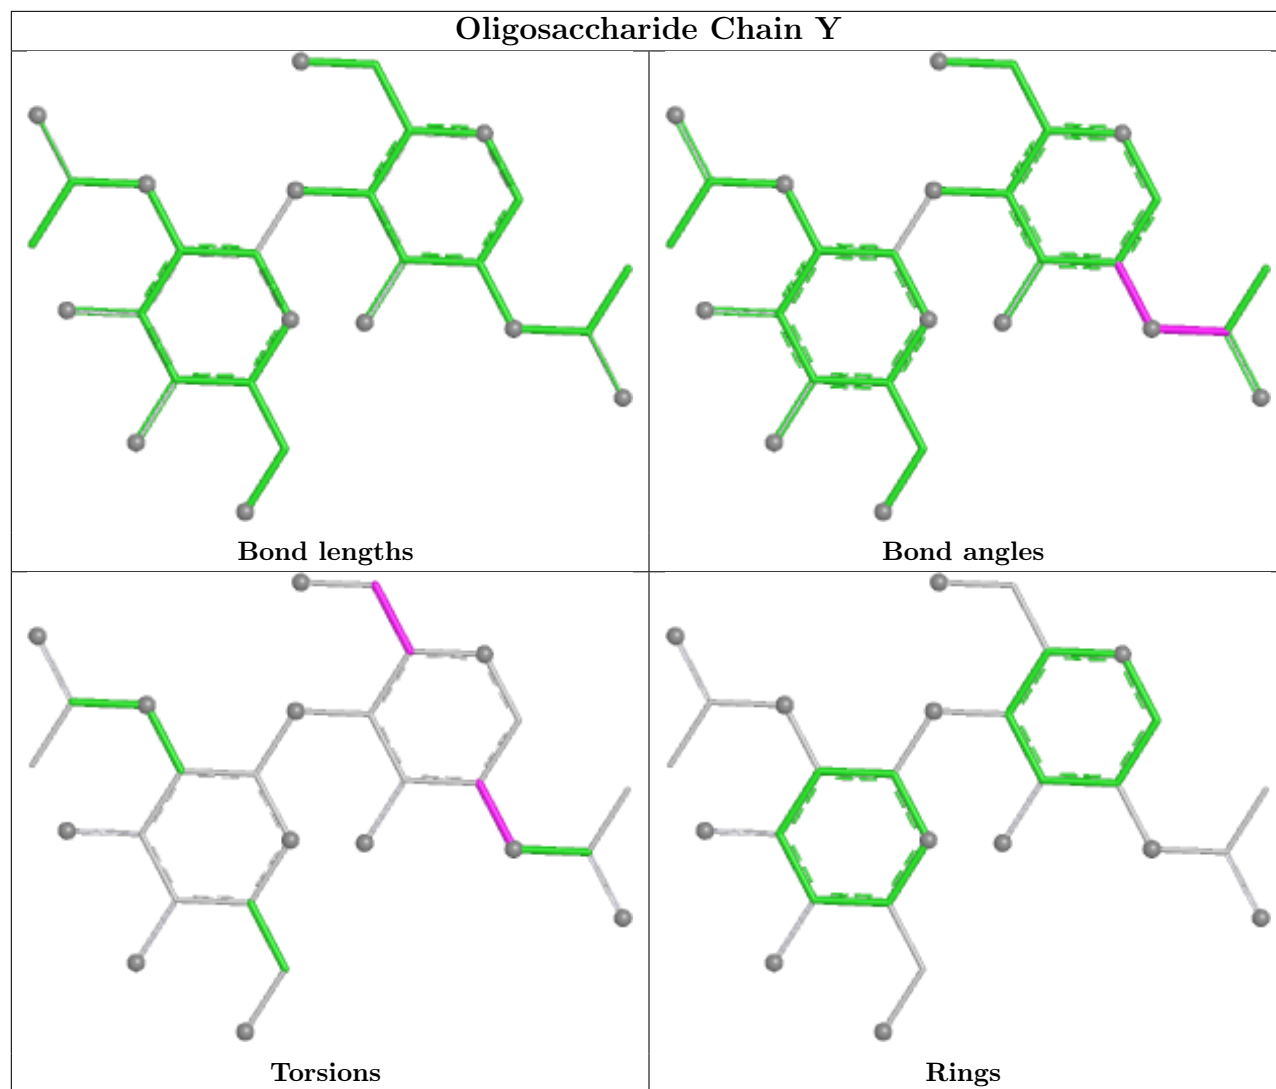 Oligosaccharide Chain Y
Bond lengths
Bond angles
Torsions
Rings